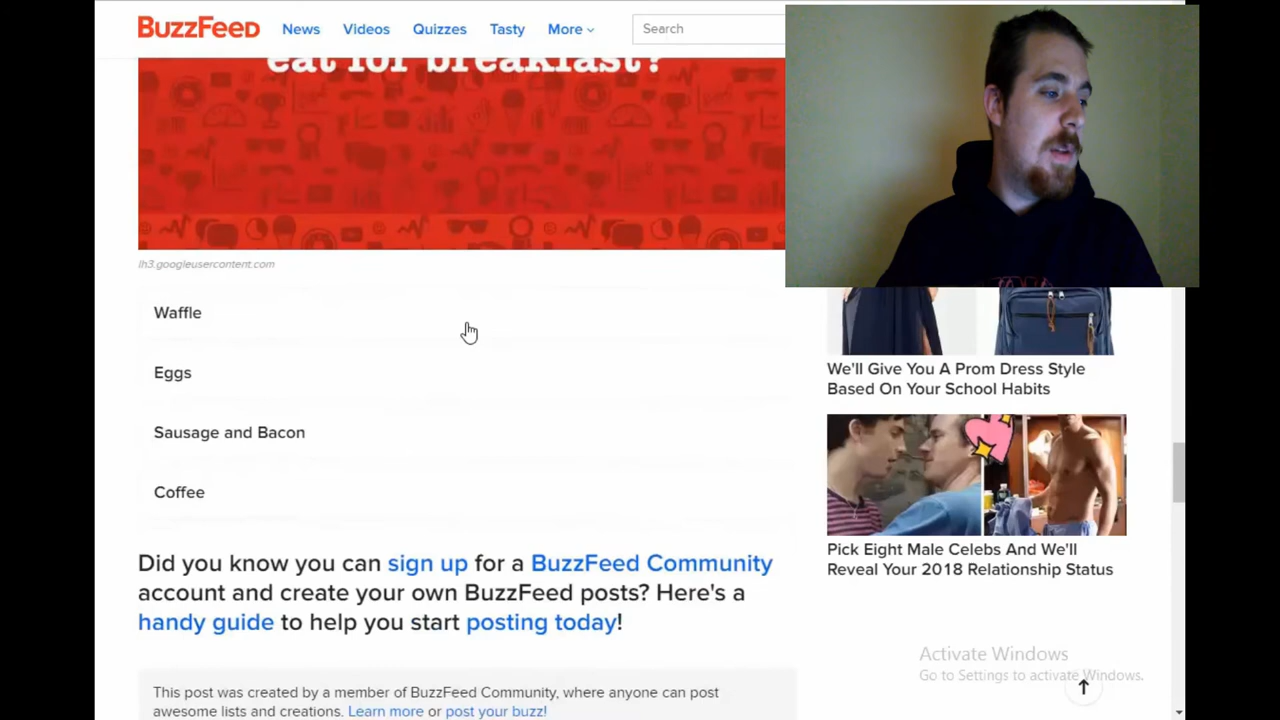 BuzzFeed News Videos Quizzes Tasty More Search
eat for breakfast?
lh3.googleusercontent.com
Waffle
Eggs
Sausage and Bacon
Coffee
Did you know you can sign up for a BuzzFeed Community
account and create your own BuzzFeed posts? Here's a
handy guide to help you start posting today!
This post was created by a member of BuzzFeed Community, where anyone can post
awesome lists and creations. Learn more or post your buzz!
We'll Give You A Prom Dress Style
Based On Your School Habits
Pick Eight Male Celebs And We'll
Reveal Your 2018 Relationship Status
Activate Windows
Go to Settings to activate Windows.